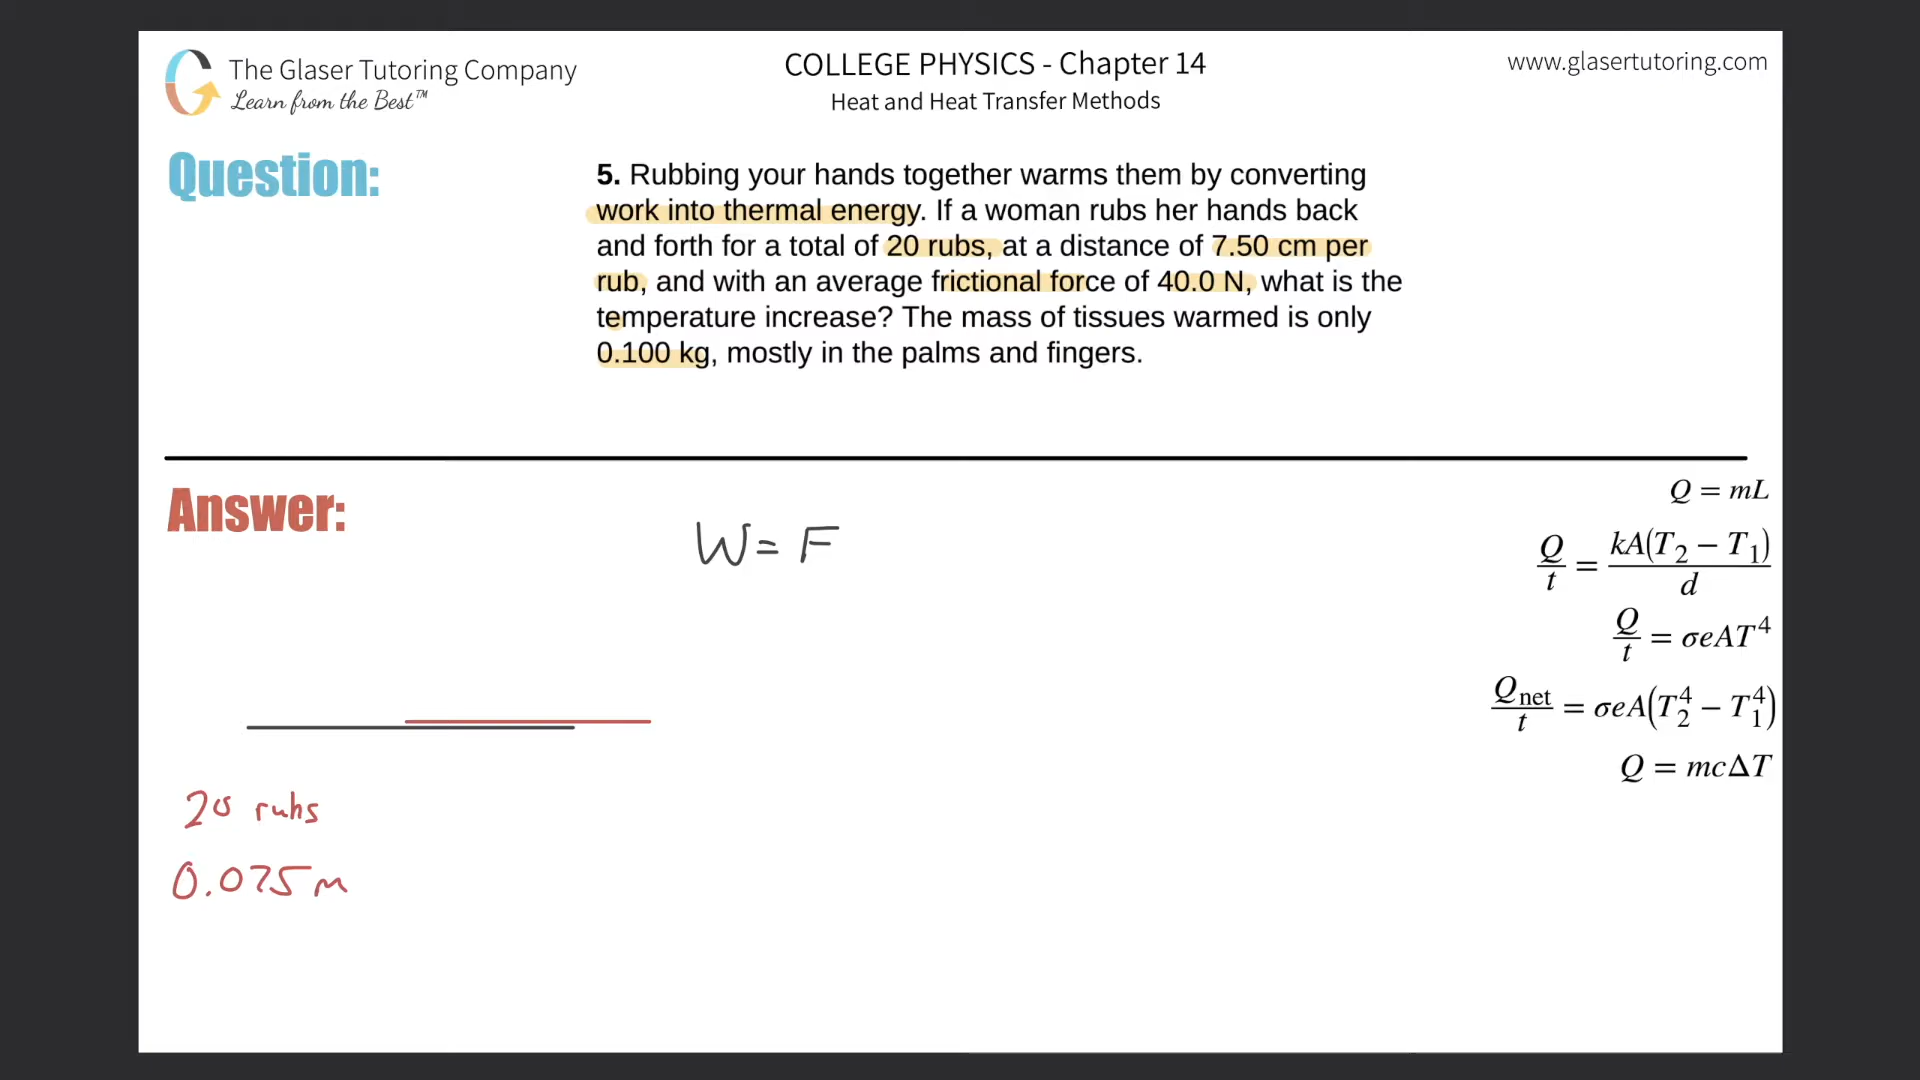 The Glaser Tutoring Company
Learn from the Best™
COLLEGE PHYSICS - Chapter 14
Heat and Heat Transfer Methods
www.glasertutoring.com
Question:
5. Rubbing your hands together warms them by converting
work into thermal energy. If a woman rubs her hands back
and forth for a total of 20 rubs, at a distance of 7.50 cm per
rub, and with an average frictional force of 40.0 N, what is the
temperature increase? The mass of tissues warmed is only
0.100 kg, mostly in the palms and fingers.
Answer:
W = F
Q = mL
Q/t = kA(T₂ − T₁)/d
Q/t = σeAT⁴
Q_net/t = σeA(T₂⁴ − T₁⁴)
Q = mcΔT
20 rubs
0.075 m